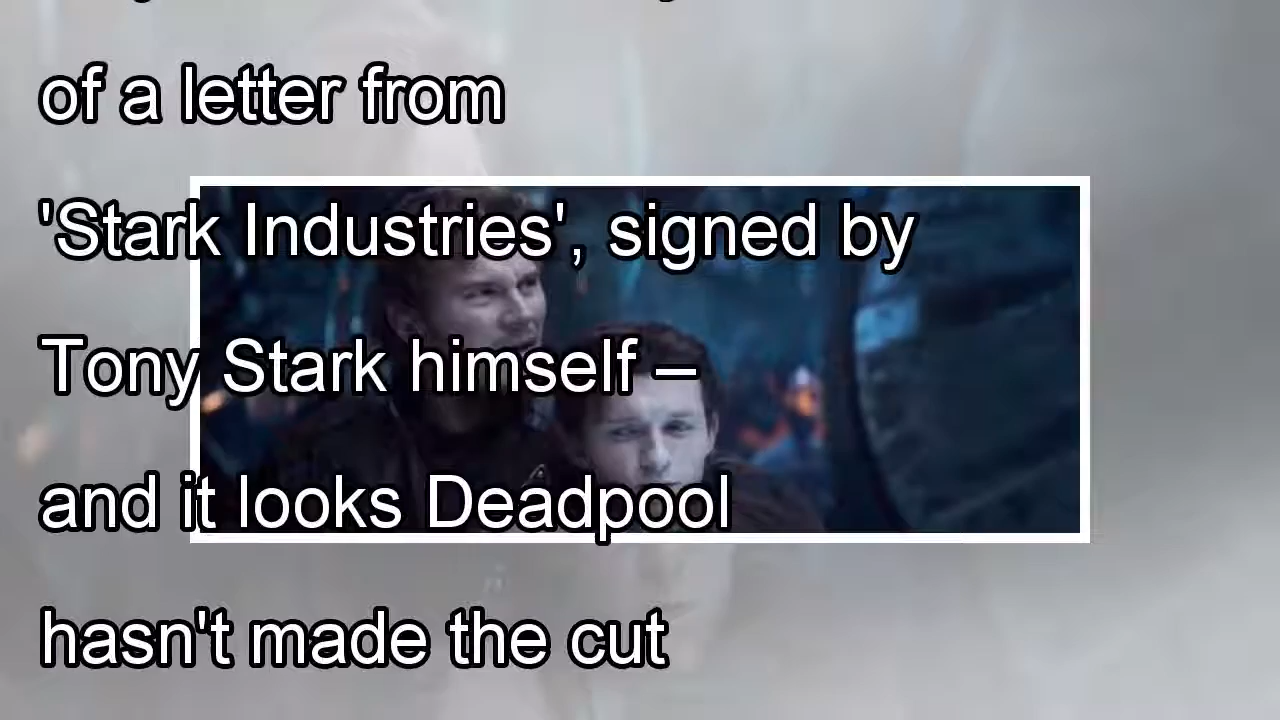 of a letter from
'Stark Industries', signed by
Tony Stark himself –
and it looks Deadpool
hasn't made the cut